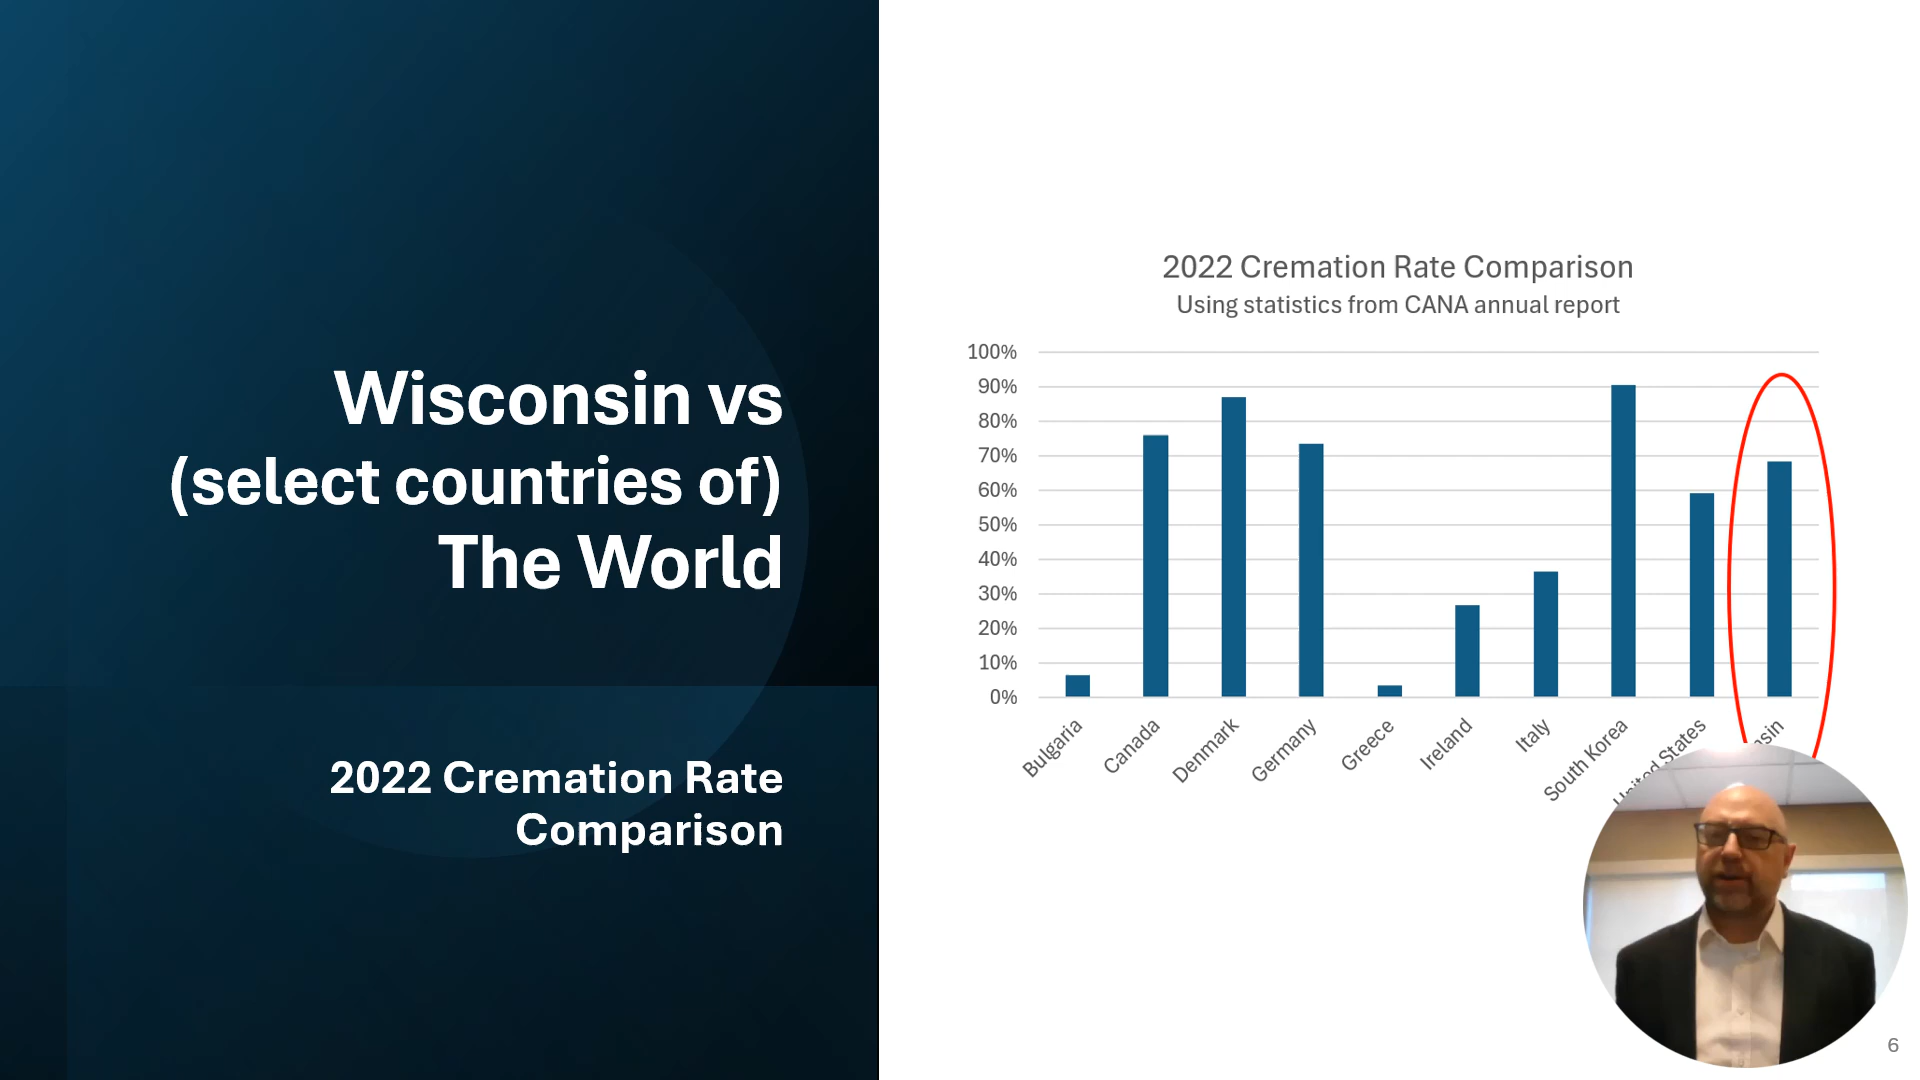 Wisconsin vs
(select countries of)
The World
2022 Cremation Rate
Comparison
2022 Cremation Rate Comparison
Using statistics from CANA annual report
100%
90%
80%
70%
60%
50%
40%
30%
20%
10%
0%
Bulgaria
Canada
Denmark
Germany
Greece
Ireland
Italy
South Korea
United States
6